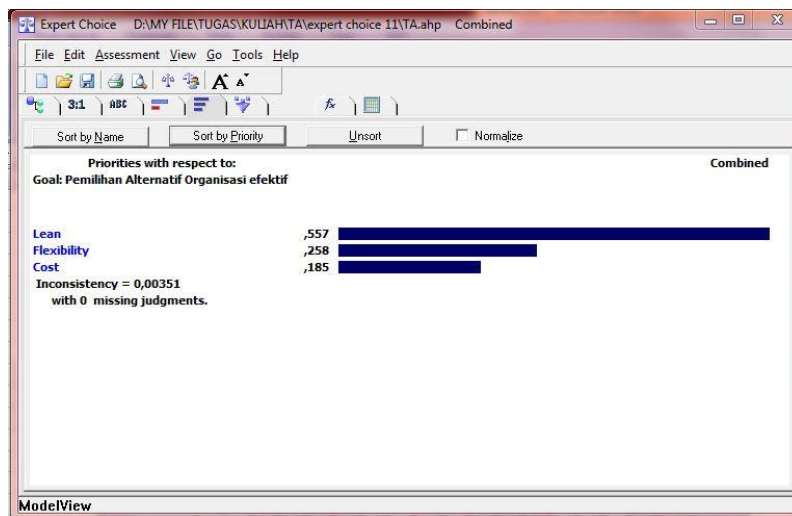 Expert Choice D:\MY FILE\TUGAS\KULIAH\TA\expert choice 11\TA.ahp Combined
File Edit Assessment View Go Tools Help
A A
3:1 ABC fx
Sort by Name Sort by Priority Unsort Normalize
Priorities with respect to: Combined
Goal: Pemilihan Alternatif Organisasi efektif
Lean ,557
Flexibility ,258
Cost ,185
Inconsistency = 0,00351
with 0 missing judgments.
ModelView